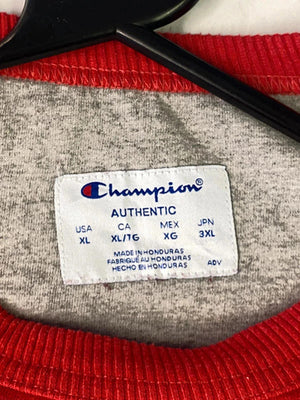 Champion®
AUTHENTIC
USA CA MEX JPN
XL XL/TG XG 3XL
MADE IN HONDURAS
FABRIQUÉ AU HONDURAS
HECHO EN HONDURAS
ADV